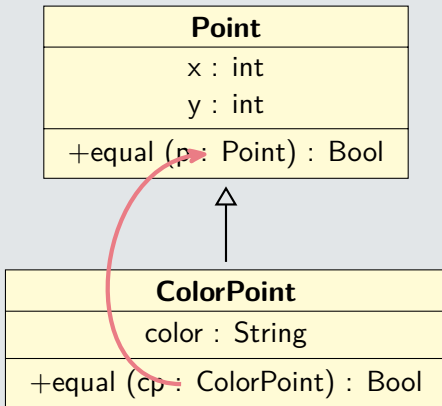 Point
x : int
y : int
+equal (p : Point) : Bool
ColorPoint
color : String
+equal (cp : ColorPoint) : Bool